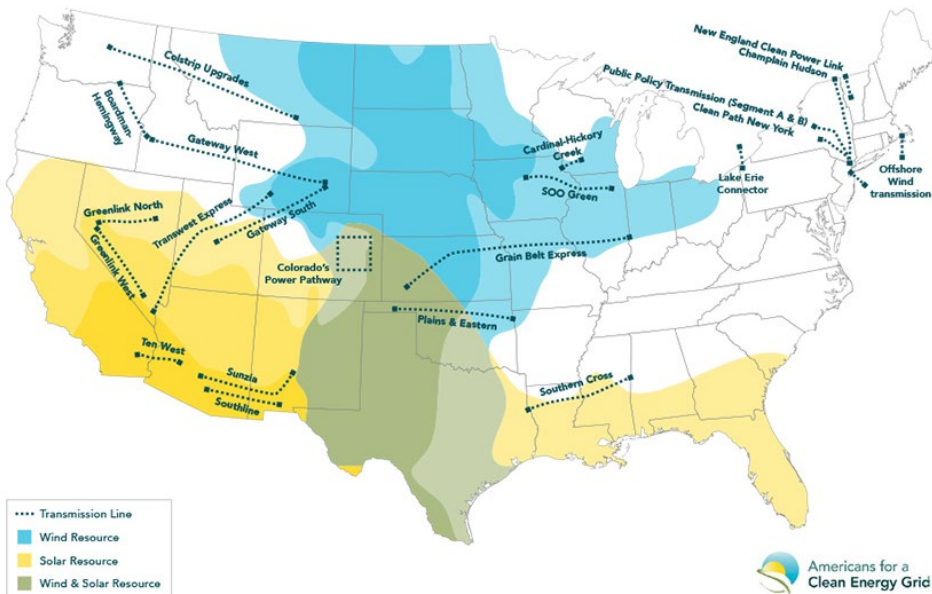 New England Clean Power Link
Champlain Hudson
Public Policy Transmission (Segment A & B)
Clean Path New York
Colstrip Upgrades
Boardman-
Hemingway
Gateway West
Cardinal-Hickory
Creek
SOO Green
Lake Erie
Connector
Offshore
Wind
transmission
Greenlink North
Transwest Express
Gateway South
Greenlink West
Colorado's
Power Pathway
Grain Belt Express
Plains & Eastern
Ten West
Sunzia
Southline
Southern Cross
Transmission Line
Wind Resource
Solar Resource
Wind & Solar Resource
Americans for a
Clean Energy Grid